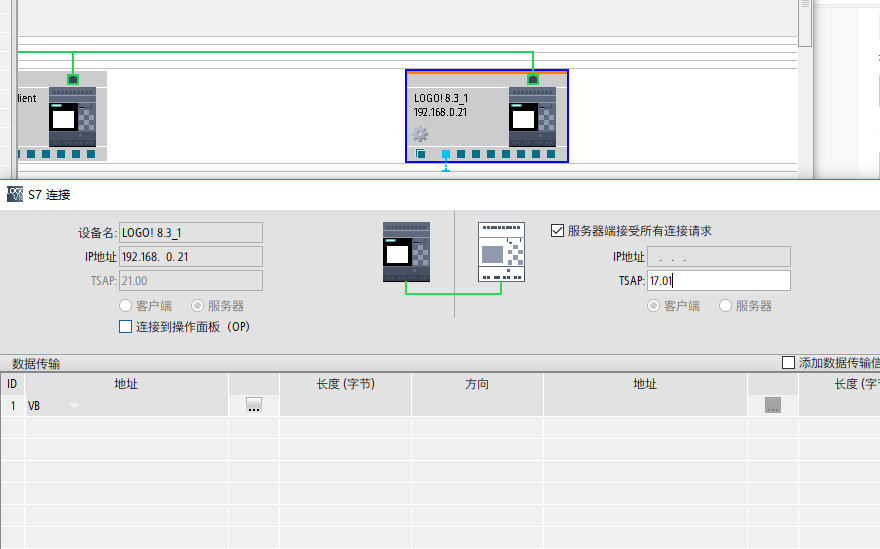 lient
LOGO! 8.3_1
192.168.0.21
S7 连接
设备名: LOGO! 8.3_1
IP地址 192.168. 0. 21
TSAP: 21.00
客户端 服务器
连接到操作面板（OP）
服务器端接受所有连接请求
IP地址 . . .
TSAP: 17.01
客户端 服务器
数据传输 添加数据传输信
ID 地址 长度 (字节) 方向 地址 长度 (字节
1 VB ... ...